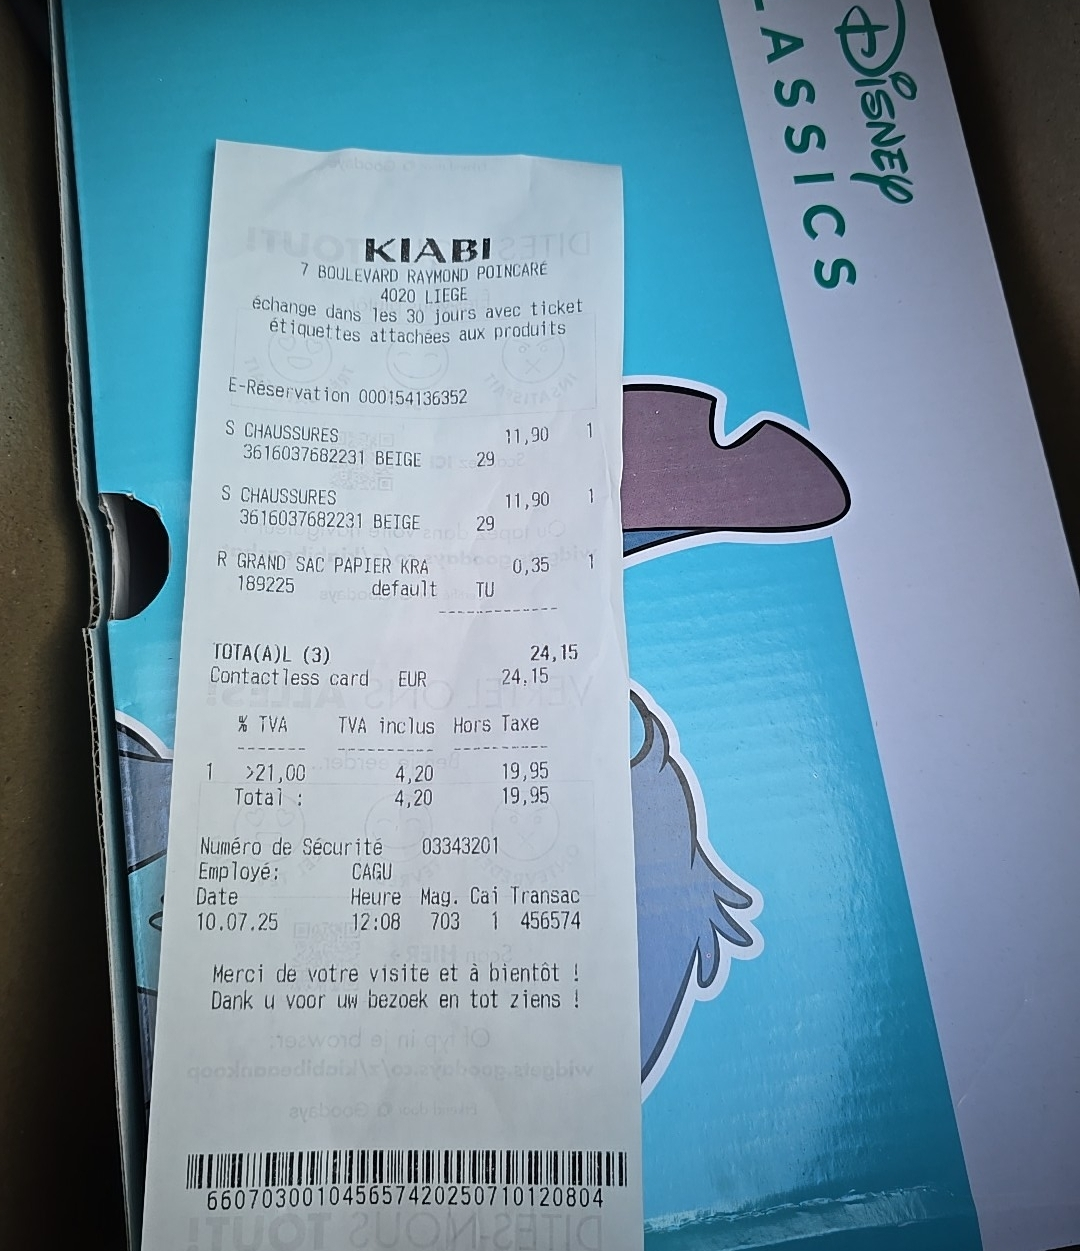 DISNEY
LASSICS
KIABI
7 BOULEVARD RAYMOND POINCARÉ
4020 LIEGE
échange dans les 30 jours avec ticket
étiquettes attachées aux produits
E-Réservation 000154136352
S CHAUSSURES 11,90 1
3616037682231 BEIGE 29
S CHAUSSURES 11,90 1
3616037682231 BEIGE 29
R GRAND SAC PAPIER KRA 0,35 1
189225 default TU
-------------
TOTA(A)L (3) 24,15
Contactless card EUR 24,15
% TVA TVA inclus Hors Taxe
------- ---------- ----------
1 >21,00 4,20 19,95
Total : 4,20 19,95
Numéro de Sécurité 03343201
Employé: CAGU
Date Heure Mag. Cai Transac
10.07.25 12:08 703 1 456574
Merci de votre visite et à bientôt !
Dank u voor uw bezoek en tot ziens !
660703001045657420250710120804